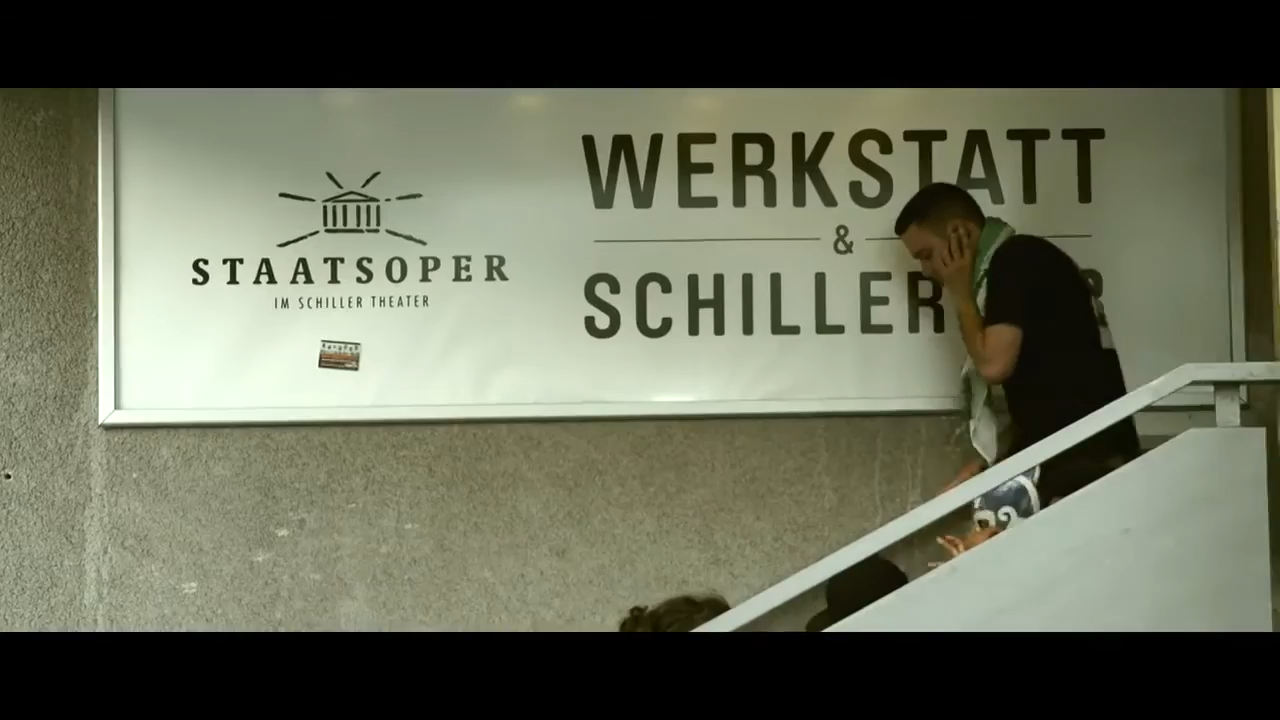 STAATSOPER
IM SCHILLER THEATER
WERKSTATT
&
SCHILLER